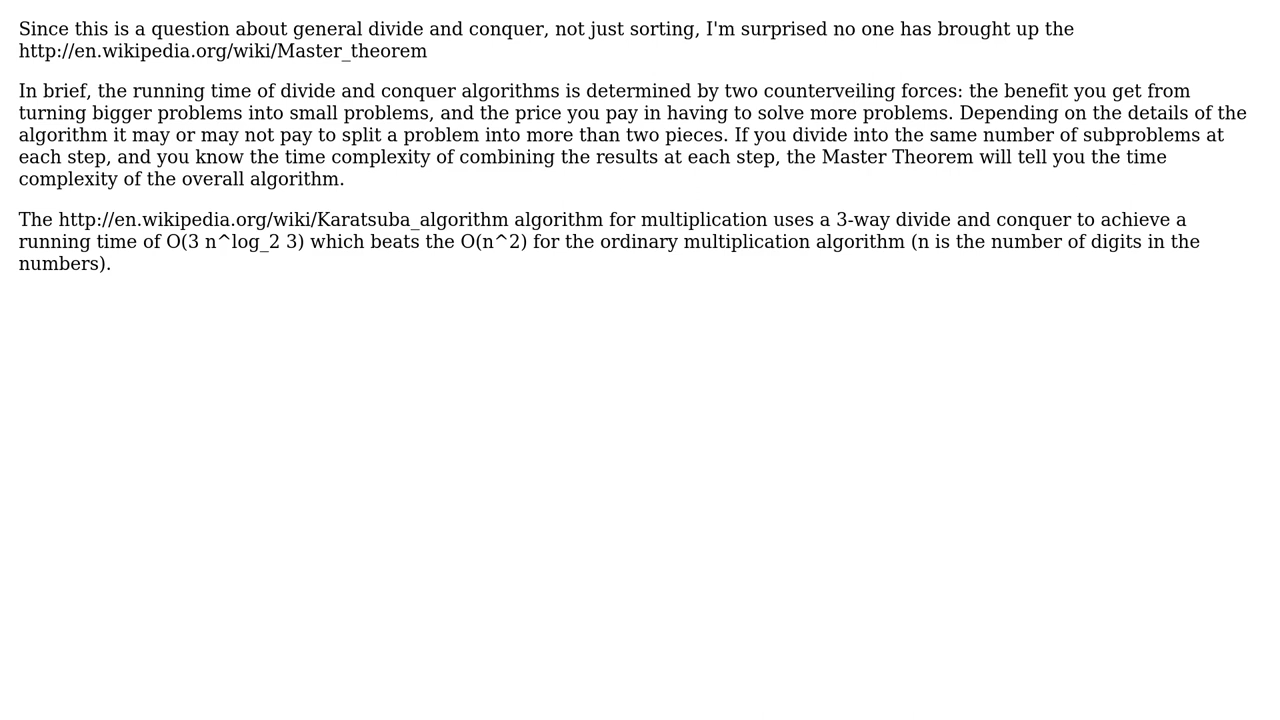 Since this is a question about general divide and conquer, not just sorting, I'm surprised no one has brought up the
http://en.wikipedia.org/wiki/Master_theorem
In brief, the running time of divide and conquer algorithms is determined by two counterveiling forces: the benefit you get from
turning bigger problems into small problems, and the price you pay in having to solve more problems. Depending on the details of the
algorithm it may or may not pay to split a problem into more than two pieces. If you divide into the same number of subproblems at
each step, and you know the time complexity of combining the results at each step, the Master Theorem will tell you the time
complexity of the overall algorithm.
The http://en.wikipedia.org/wiki/Karatsuba_algorithm algorithm for multiplication uses a 3-way divide and conquer to achieve a
running time of O(3 n^log_2 3) which beats the O(n^2) for the ordinary multiplication algorithm (n is the number of digits in the
numbers).